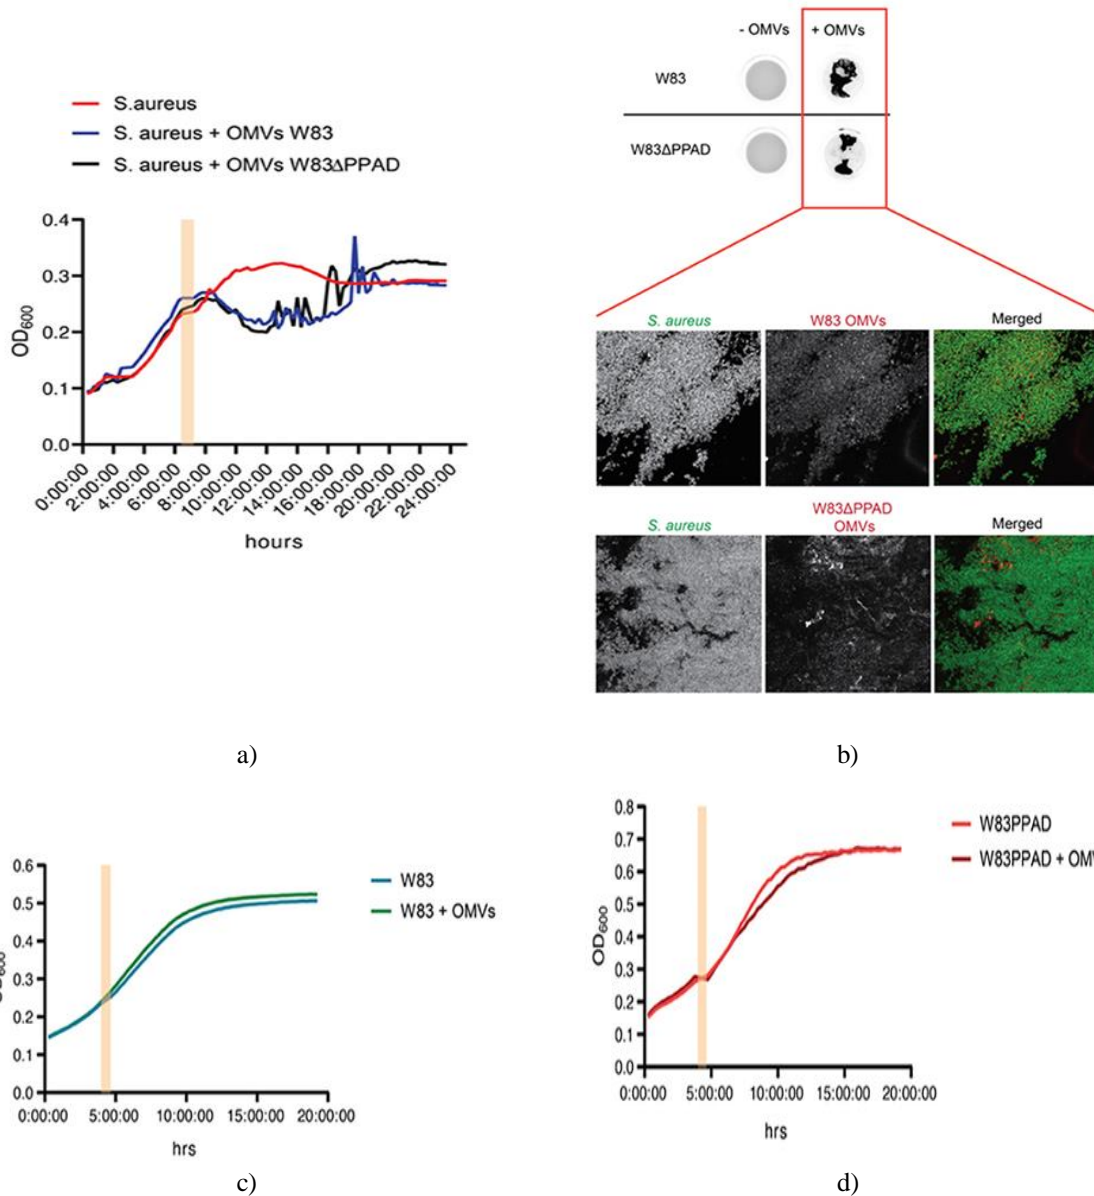 S.aureus
S. aureus + OMVs W83
S. aureus + OMVs W83ΔPPAD
0.4
0.3
0.2
0.1
0.0
OD600
0:00:00
2:00:00
4:00:00
6:00:00
8:00:00
10:00:00
12:00:00
14:00:00
16:00:00
18:00:00
20:00:00
22:00:00
24:00:00
hours
a)
- OMVs + OMVs
W83
W83ΔPPAD
S. aureus W83 OMVs Merged
S. aureus W83ΔPPAD OMVs Merged
b)
0.6
0.5
0.4
0.3
0.2
0.1
0.0
OD600
W83
W83 + OMVs
0:00:00 5:00:00 10:00:00 15:00:00 20:00:00
hrs
c)
0.8
0.7
0.6
0.5
0.4
0.3
0.2
0.1
0.0
OD600
W83PPAD
W83PPAD + OMV
0:00:00 5:00:00 10:00:00 15:00:00 20:00:00
hrs
d)